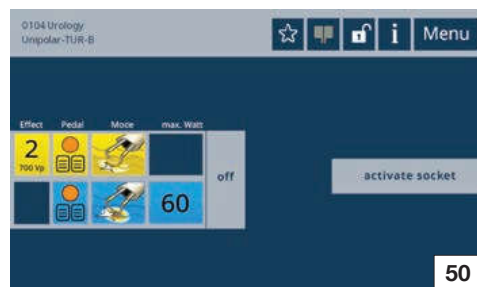 0104 Urology
Unipolar-TUR-B
i
Menu
Effect Pedal Mode max. Watt
2
700 Vp
off
60
activate socket
50